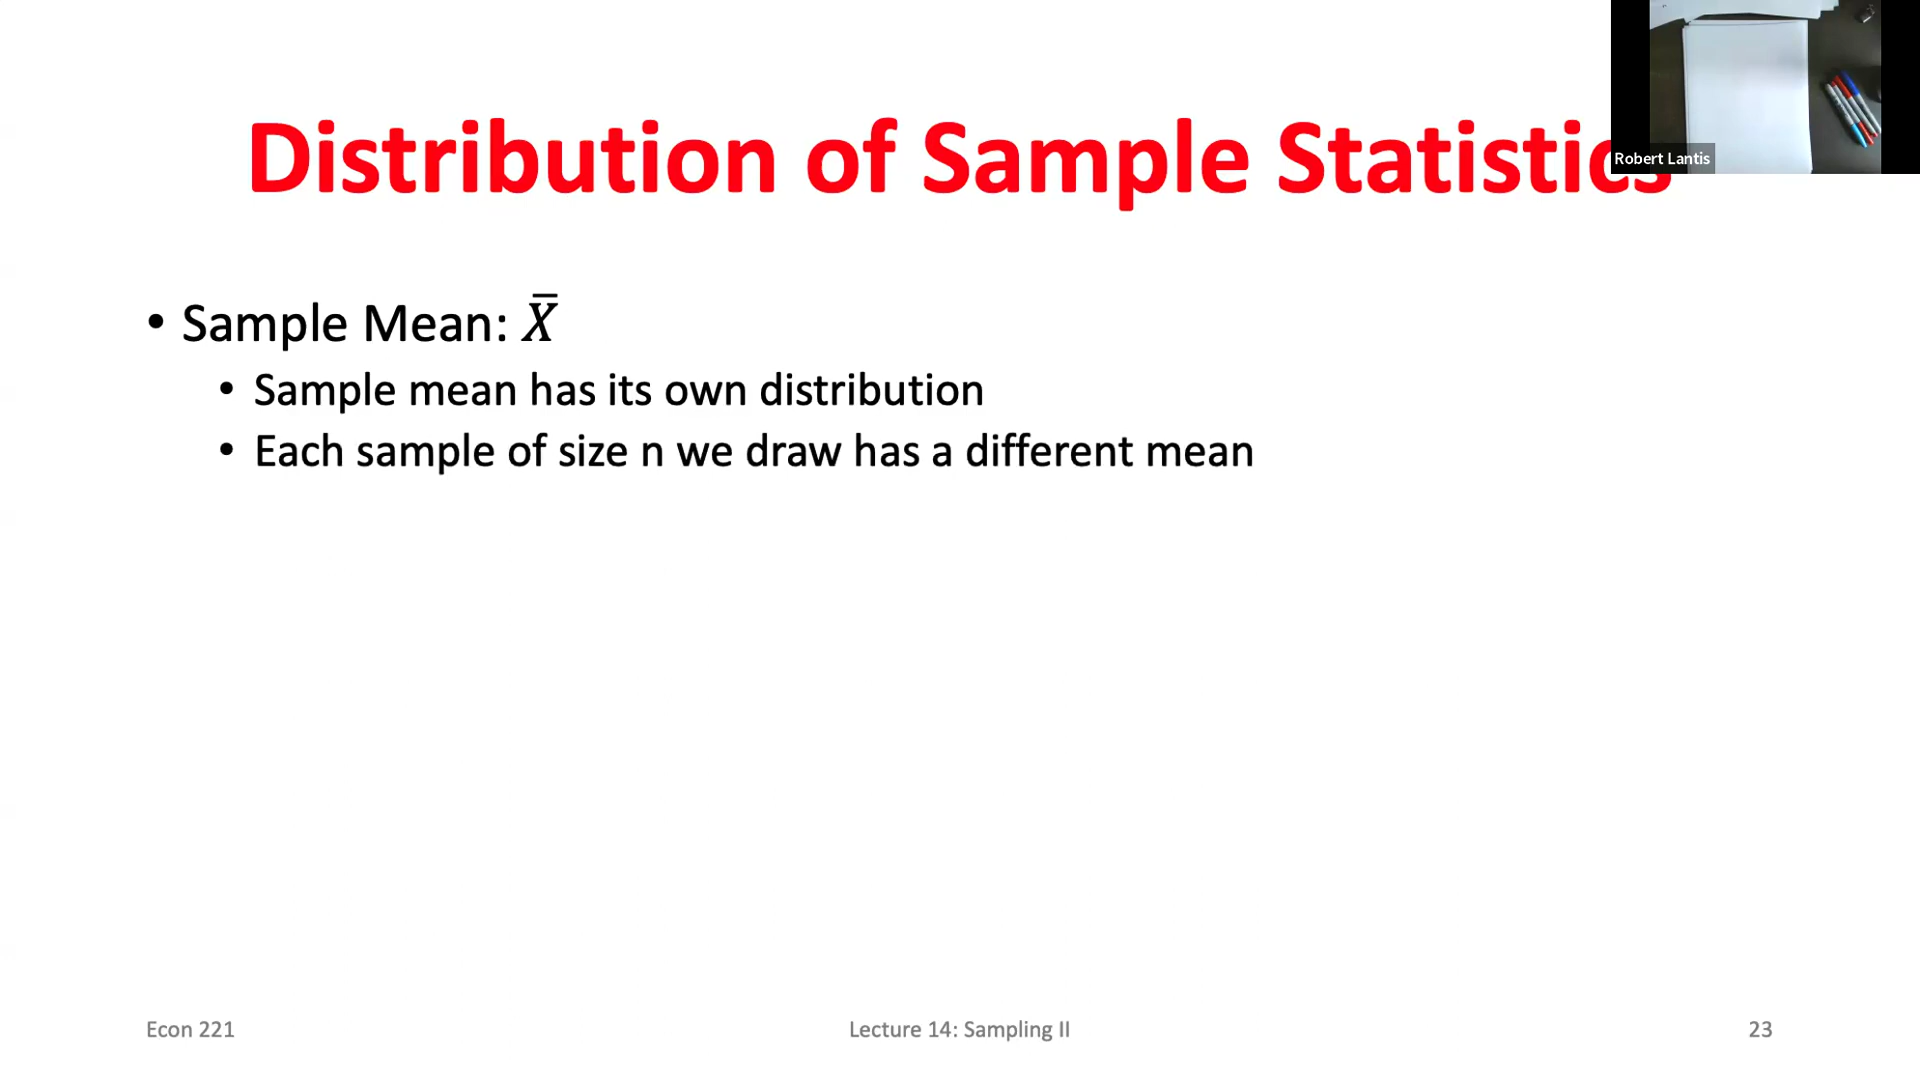 Distribution of Sample Statistics
Robert Lantis
• Sample Mean: X̄
• Sample mean has its own distribution
• Each sample of size n we draw has a different mean
Econ 221
Lecture 14: Sampling II
23